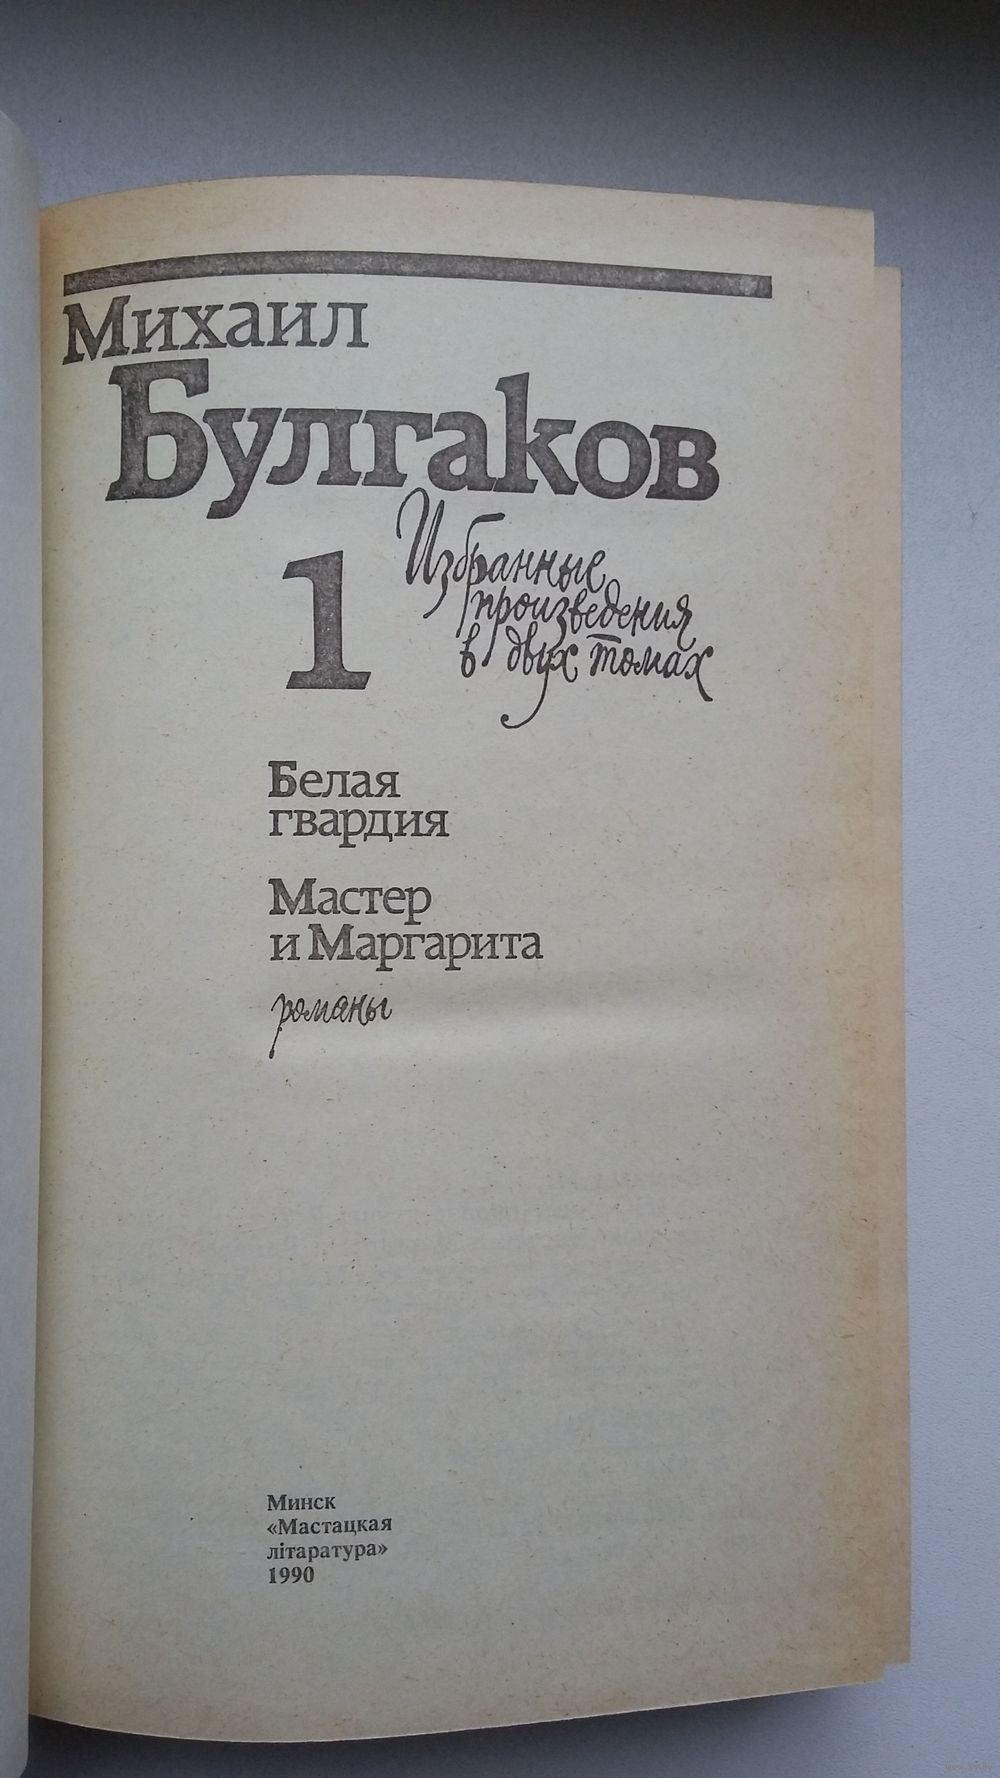 Михаил
Булгаков
1
Избранные
произведения
в двух томах
Белая
гвардия
Мастер
и Маргарита
романы
Минск
«Мастацкая
літаратура»
1990